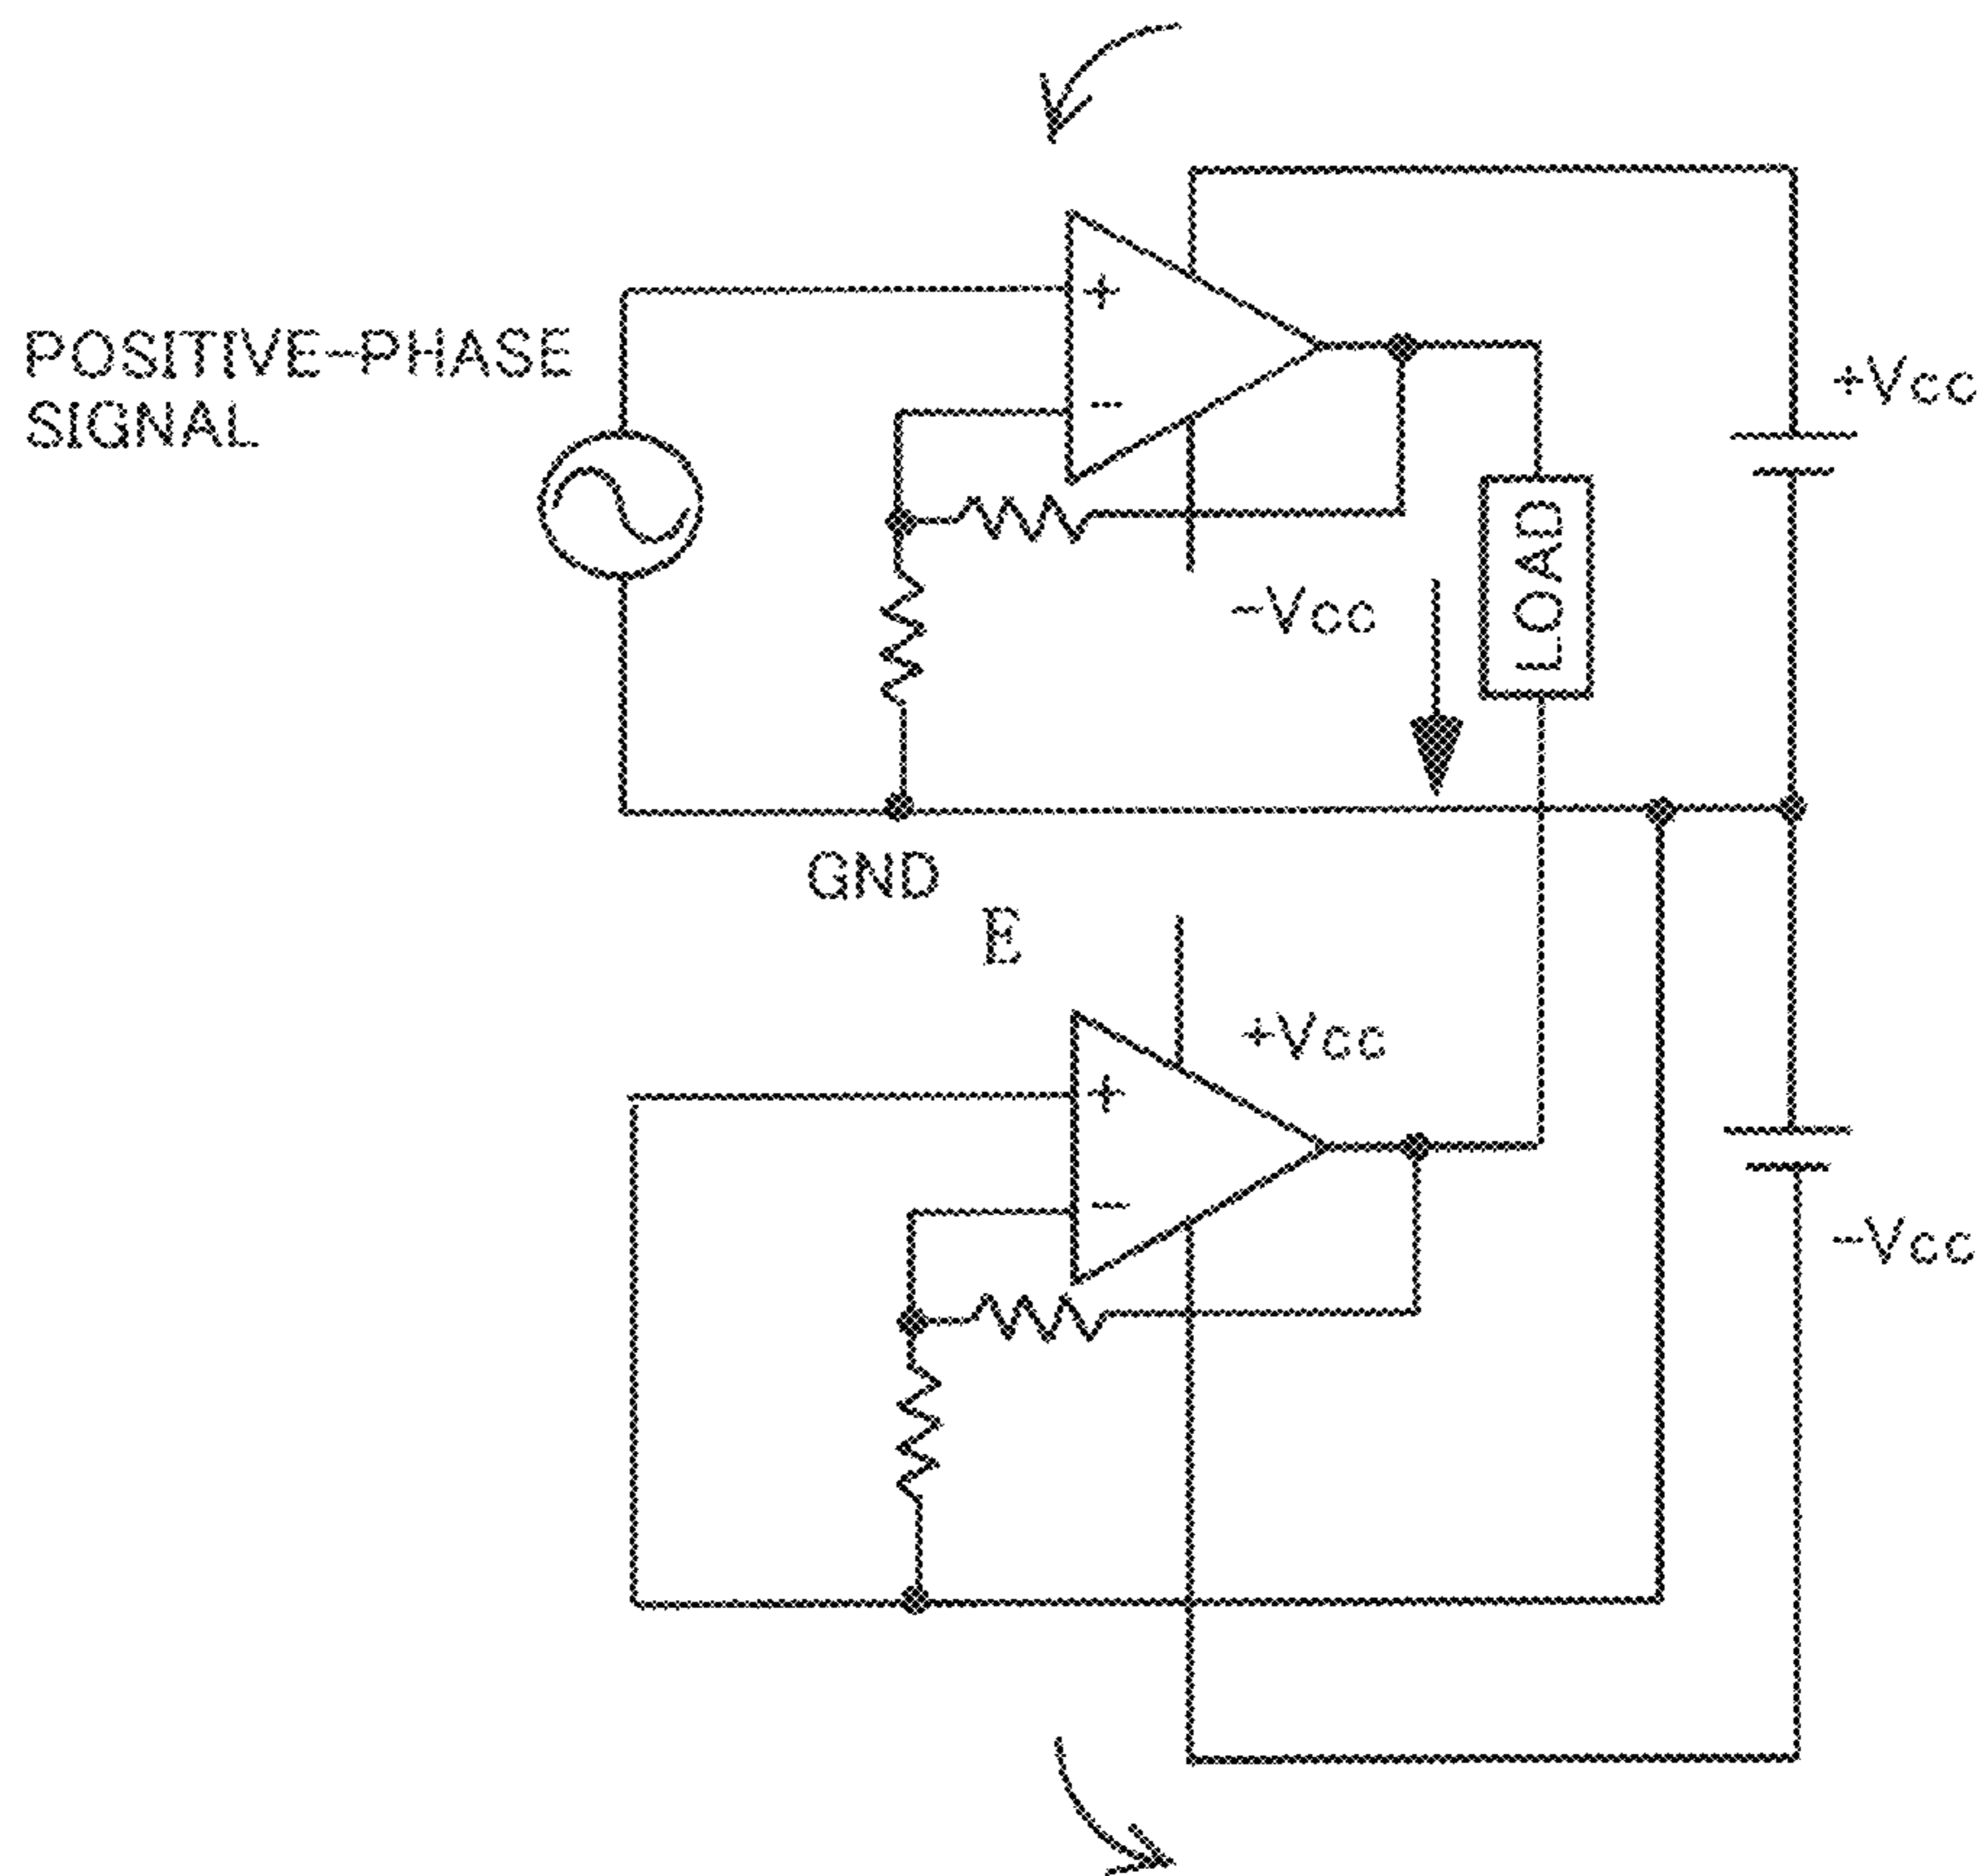 POSITIVE-PHASE
SIGNAL
+
-
+Vcc
LOAD
-Vcc
GND
E
+Vcc
+
-
-Vcc